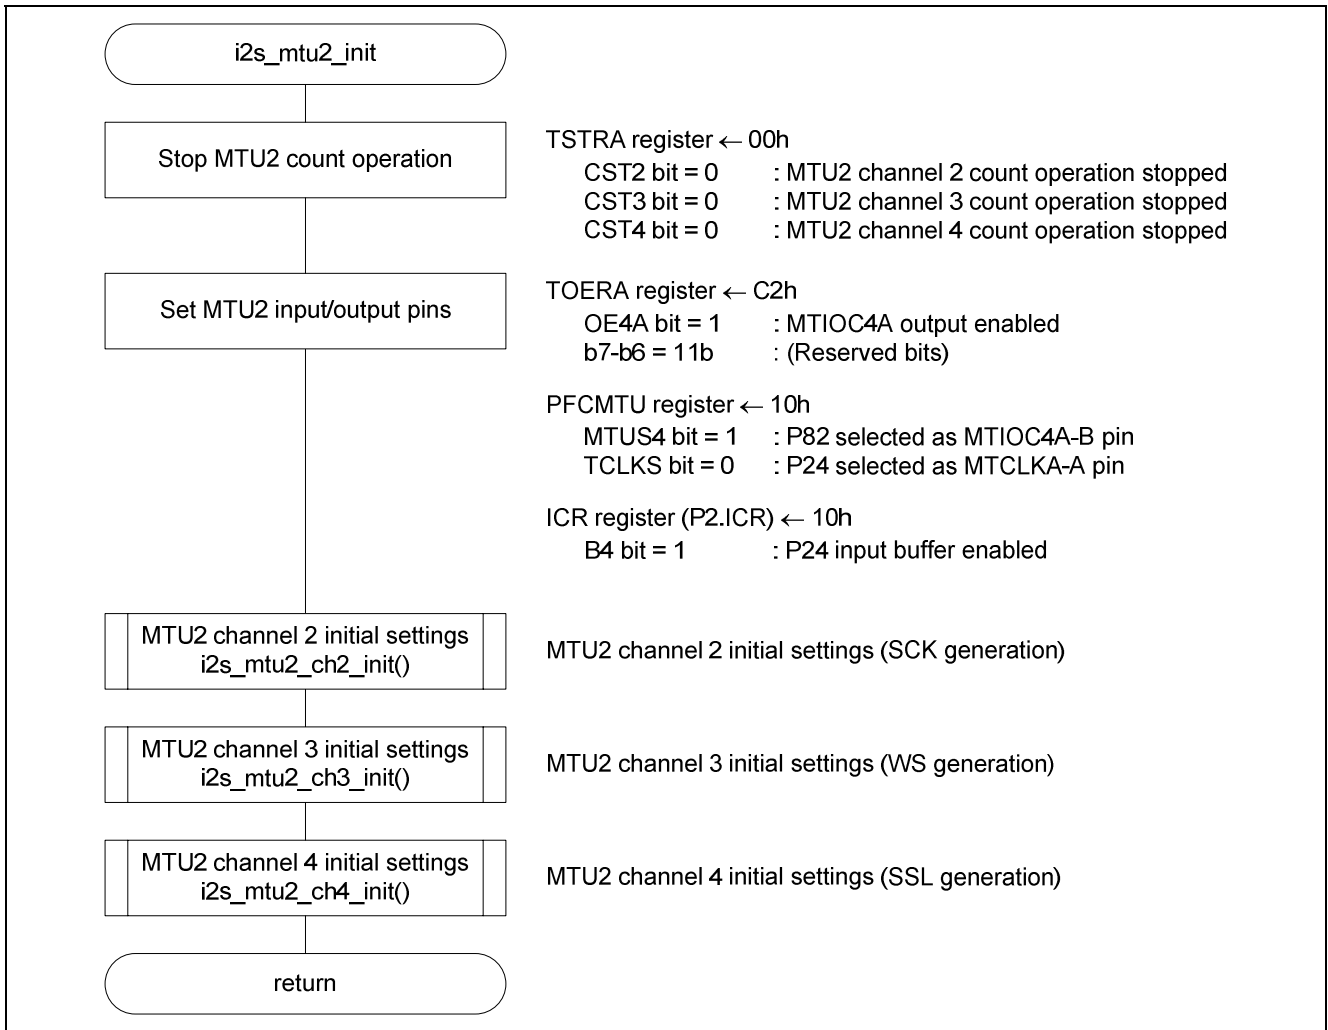 i2s_mtu2_init
Stop MTU2 count operation
TSTRA register ← 00h
CST2 bit = 0 : MTU2 channel 2 count operation stopped
CST3 bit = 0 : MTU2 channel 3 count operation stopped
CST4 bit = 0 : MTU2 channel 4 count operation stopped
Set MTU2 input/output pins
TOERA register ← C2h
OE4A bit = 1 : MTIOC4A output enabled
b7-b6 = 11b : (Reserved bits)
PFCMTU register ← 10h
MTUS4 bit = 1 : P82 selected as MTIOC4A-B pin
TCLKS bit = 0 : P24 selected as MTCLKA-A pin
ICR register (P2.ICR) ← 10h
B4 bit = 1 : P24 input buffer enabled
MTU2 channel 2 initial settings
i2s_mtu2_ch2_init()
MTU2 channel 2 initial settings (SCK generation)
MTU2 channel 3 initial settings
i2s_mtu2_ch3_init()
MTU2 channel 3 initial settings (WS generation)
MTU2 channel 4 initial settings
i2s_mtu2_ch4_init()
MTU2 channel 4 initial settings (SSL generation)
return